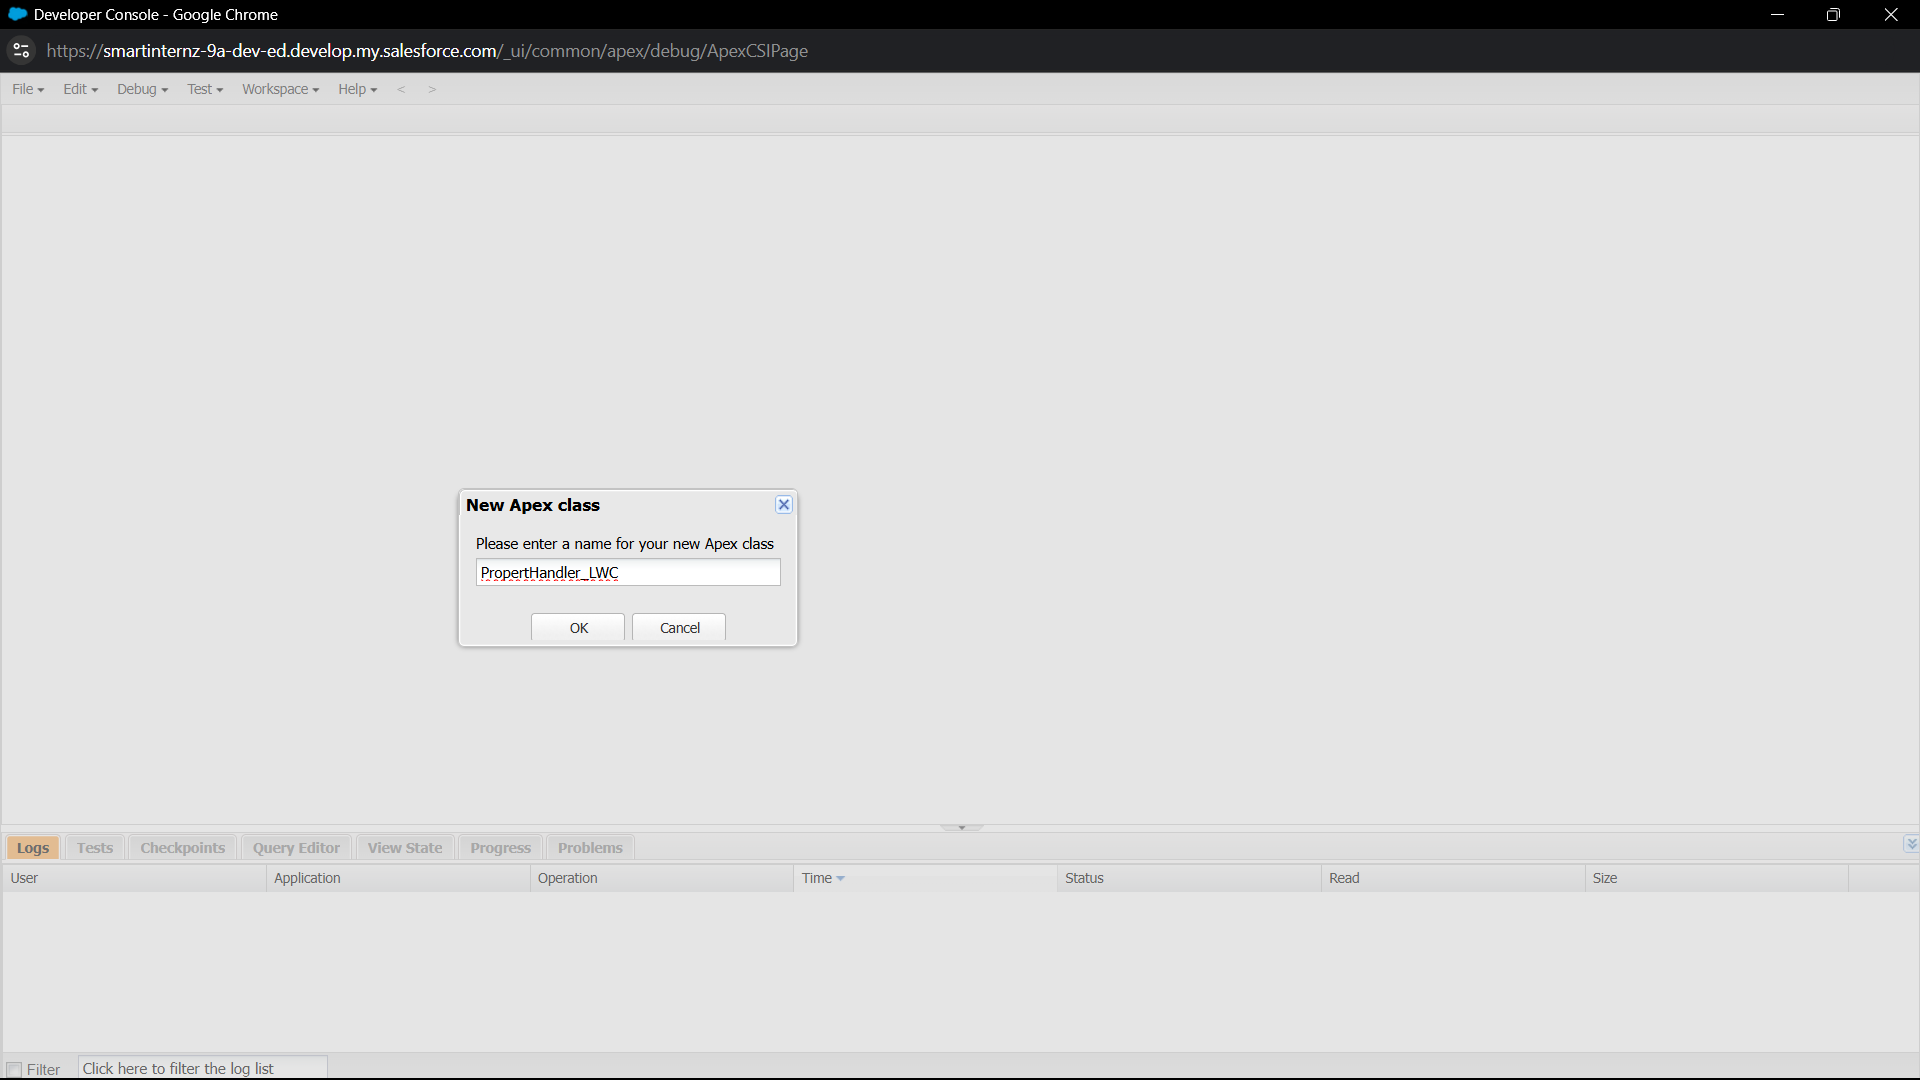 Developer Console - Google Chrome
https://smartinternz-9a-dev-ed.develop.my.salesforce.com/_ui/common/apex/debug/ApexCSIPage
File Edit Debug Test Workspace Help < >
New Apex class
Please enter a name for your new Apex class
PropertHandler_LWC
OK Cancel
Logs Tests Checkpoints Query Editor View State Progress Problems
User Application Operation Time Status Read Size
Filter Click here to filter the log list